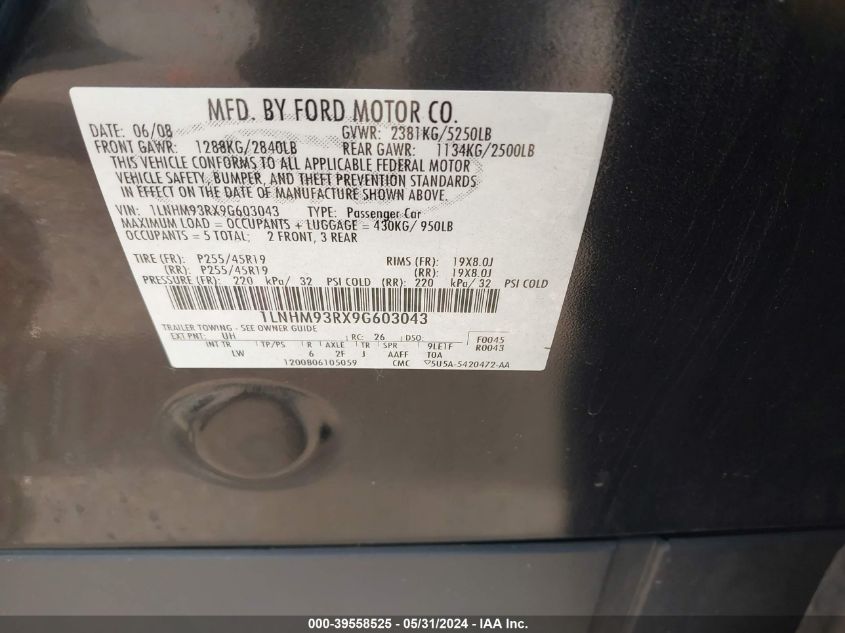 MFD. BY FORD MOTOR CO.
DATE: 06/08 GVWR: 2381KG/5250LB
FRONT GAWR: 1288KG/2840LB REAR GAWR: 1134KG/2500LB
THIS VEHICLE CONFORMS TO ALL APPLICABLE FEDERAL MOTOR
VEHICLE SAFETY, BUMPER, AND THEFT PREVENTION STANDARDS
IN EFFECT ON THE DATE OF MANUFACTURE SHOWN ABOVE.
VIN: 1LNHM93RX9G603043 TYPE: Passenger Car
MAXIMUM LOAD = OCCUPANTS + LUGGAGE = 430KG/ 950LB
OCCUPANTS = 5 TOTAL; 2 FRONT, 3 REAR
TIRE (FR): P255/45R19 RIMS (FR): 19X8.0J
(RR): P255/45R19 (RR): 19X8.0J
PRESSURE (FR): 220 kPa/ 32 PSI COLD (RR): 220 kPa/ 32 PSI COLD
1LNHM93RX9G603043
TRAILER TOWING - SEE OWNER GUIDE
EXT PNT: UH RC: 26 DSO: F0045
INT TR TP/PS R AXLE TR SPR 9LE1F R0043
LW 6 2F J AAFF TOA
1200806105059 CMC ▽5U5A-5420472-AA
000-39558525 - 05/31/2024 - IAA Inc.